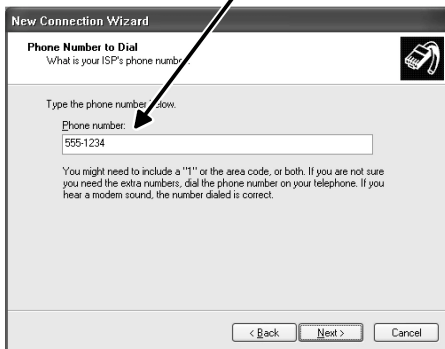 New Connection Wizard
Phone Number to Dial
What is your ISP's phone
Type the phone number
Phone number:
555-1234
You might need to include a "1" or the area code, or both. If you are not sure
you need the extra numbers, dial the phone number on your telephone. If you
hear a modem sound, the number dialed is correct.
< Back
Next >
Cancel